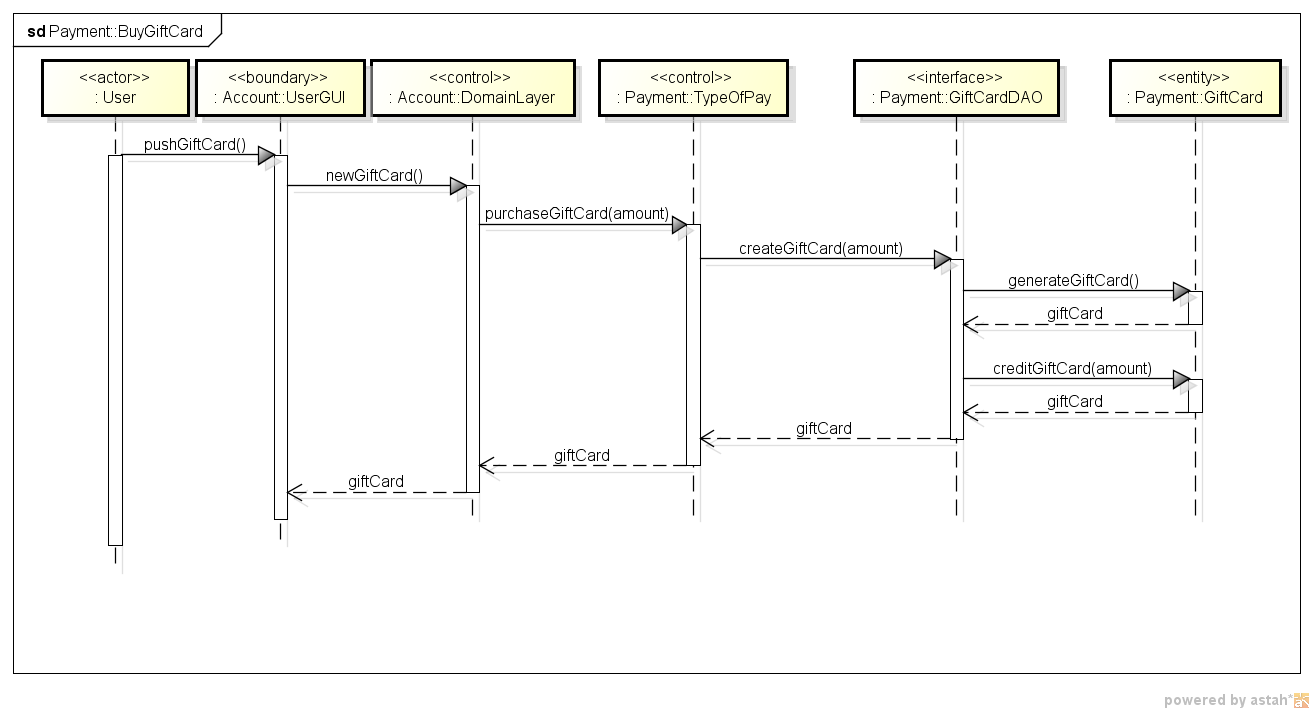 sd Payment::BuyGiftCard
<<actor>>
: User
<<boundary>>
: Account::UserGUI
<<control>>
: Account::DomainLayer
<<control>>
: Payment::TypeOfPay
<<interface>>
: Payment::GiftCardDAO
<<entity>>
: Payment::GiftCard
pushGiftCard()
newGiftCard()
purchaseGiftCard(amount)
createGiftCard(amount)
generateGiftCard()
giftCard
creditGiftCard(amount)
giftCard
giftCard
giftCard
giftCard
powered by astah*